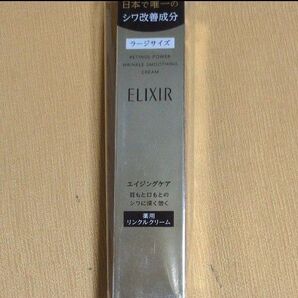 日本で唯一の
シワ改善成分
ラージサイズ
RETINOL POWER
WRINKLE SMOOTHING
CREAM
ELIXIR
エイジングケア
目もと口もとの
シワに深く効く
薬用
リンクルクリーム